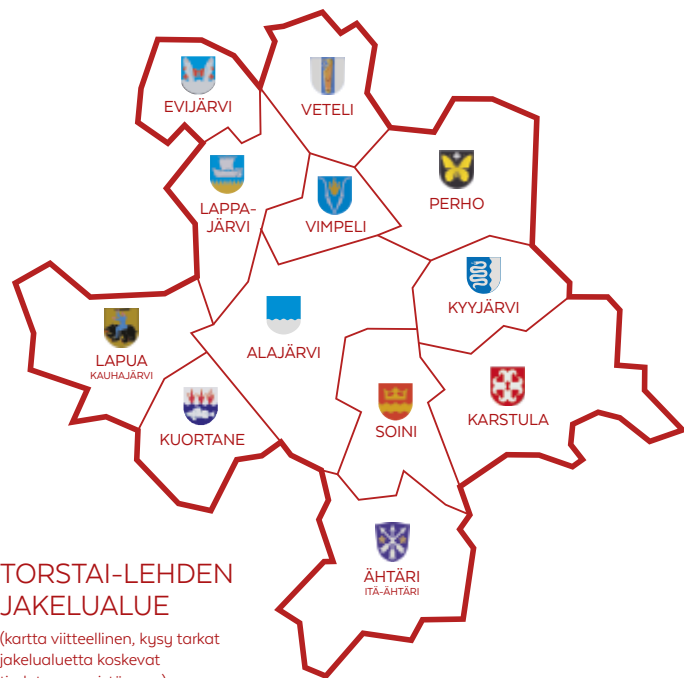 EVIJÄRVI
VETELI
PERHO
LAPPA-
JÄRVI
VIMPELI
KYYJÄRVI
ALAJÄRVI
LAPUA
KAUHAJÄRVI
KUORTANE
SOINI
KARSTULA
ÄHTÄRI
ITÄ-ÄHTÄRI
TORSTAI-LEHDEN
JAKELUALUE
(kartta viitteellinen, kysy tarkat
jakelualuetta koskevat